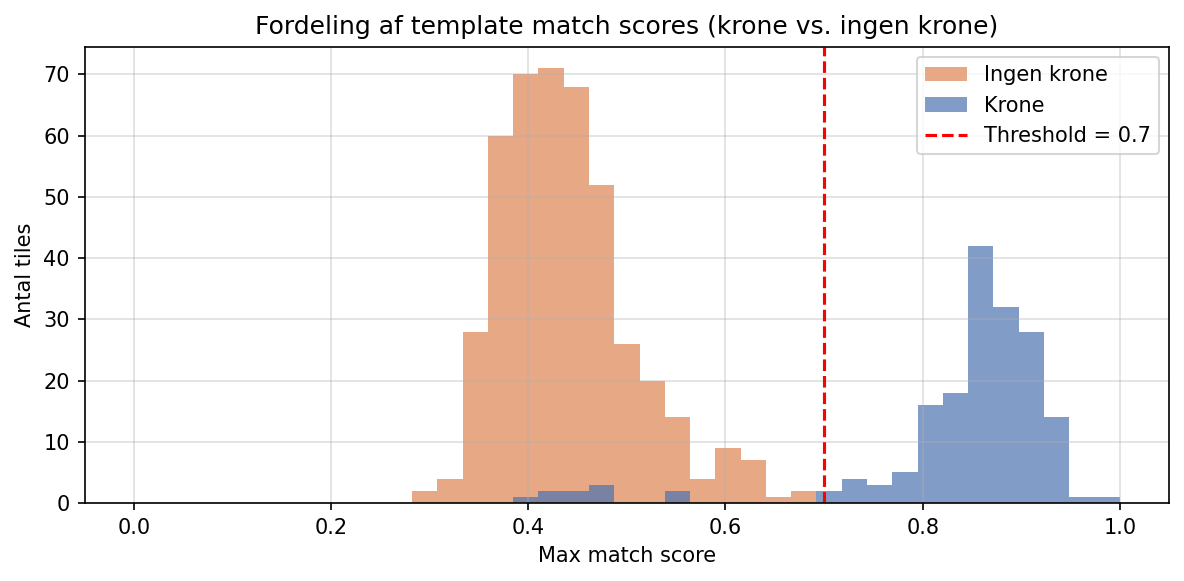 Fordeling af template match scores (krone vs. ingen krone)
Ingen krone
Krone
Threshold = 0.7
Antal tiles
70
60
50
40
30
20
10
0
0.0 0.2 0.4 0.6 0.8 1.0
Max match score